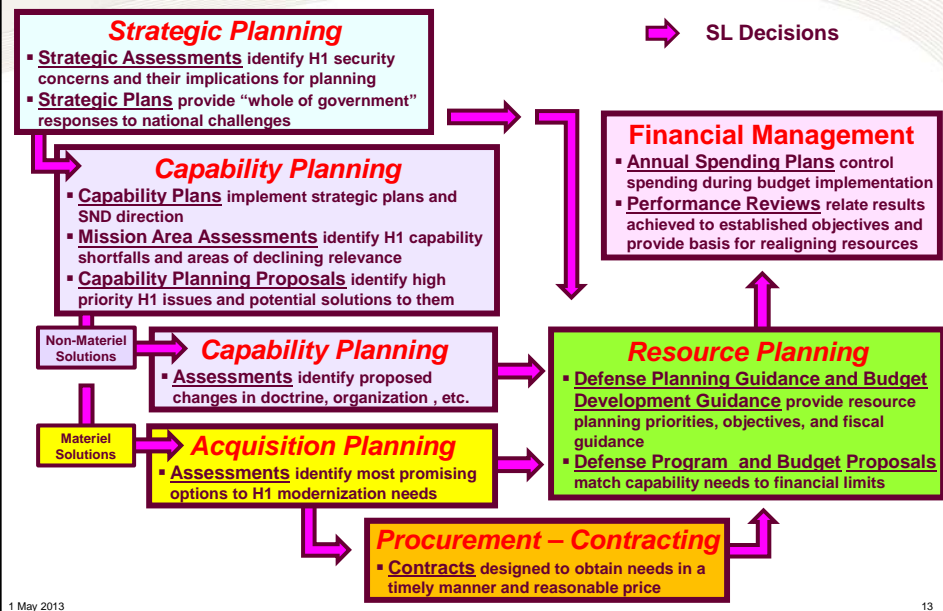 Strategic Planning
▪ Strategic Assessments identify H1 security
concerns and their implications for planning
▪ Strategic Plans provide “whole of government”
responses to national challenges
SL Decisions
Financial Management
▪ Annual Spending Plans control
spending during budget implementation
▪ Performance Reviews relate results
achieved to established objectives and
provide basis for realigning resources
Capability Planning
▪ Capability Plans implement strategic plans and
SND direction
▪ Mission Area Assessments identify H1 capability
shortfalls and areas of declining relevance
▪ Capability Planning Proposals identify high
priority H1 issues and potential solutions to them
Non-Materiel
Solutions
Capability Planning
▪ Assessments identify proposed
changes in doctrine, organization , etc.
Resource Planning
▪ Defense Planning Guidance and Budget
Development Guidance provide resource
planning priorities, objectives, and fiscal
guidance
▪ Defense Program and Budget Proposals
match capability needs to financial limits
Materiel
Solutions
Acquisition Planning
▪ Assessments identify most promising
options to H1 modernization needs
Procurement – Contracting
▪ Contracts designed to obtain needs in a
timely manner and reasonable price
1 May 2013
13